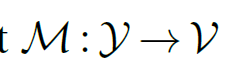 t ℳ : 𝒴 → 𝒱